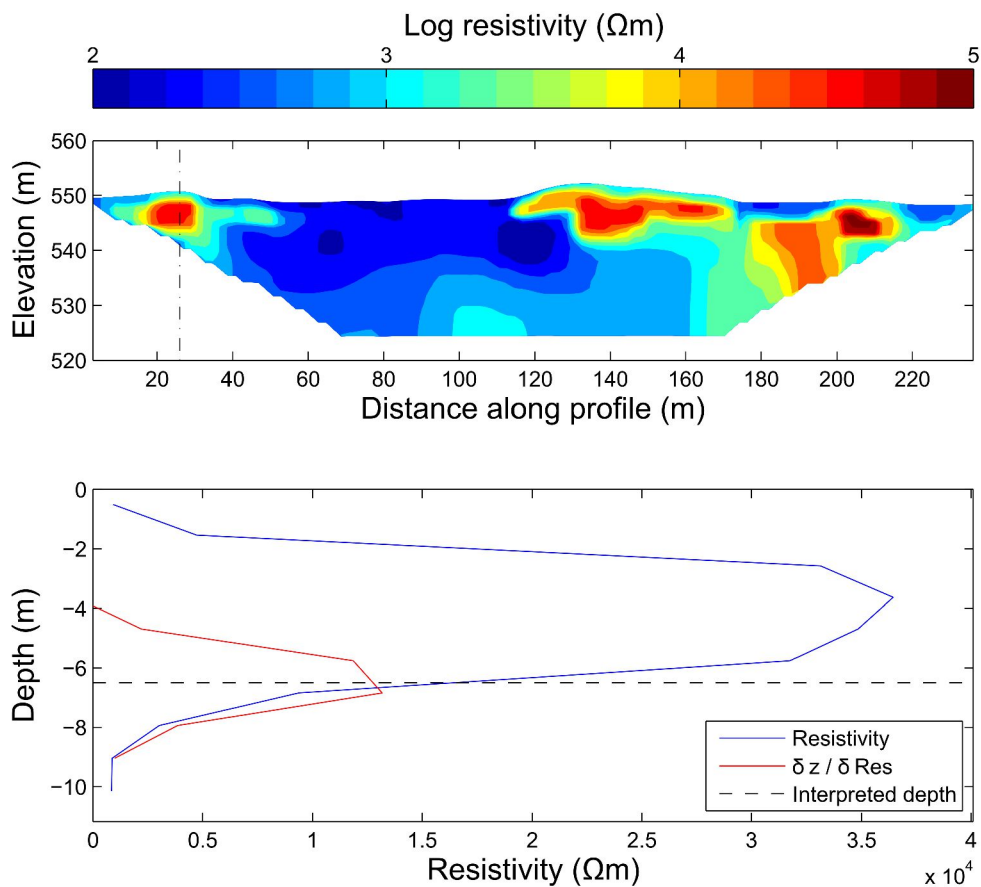 Log resistivity (Ωm)
2 3 4 5
560
550
540
530
520
Elevation (m)
20 40 60 80 100 120 140 160 180 200 220
Distance along profile (m)
0
−2
−4
−6
−8
−10
Depth (m)
Resistivity
δ z / δ Res
Interpreted depth
0 0.5 1 1.5 2 2.5 3 3.5 4
Resistivity (Ωm)
x 10⁴